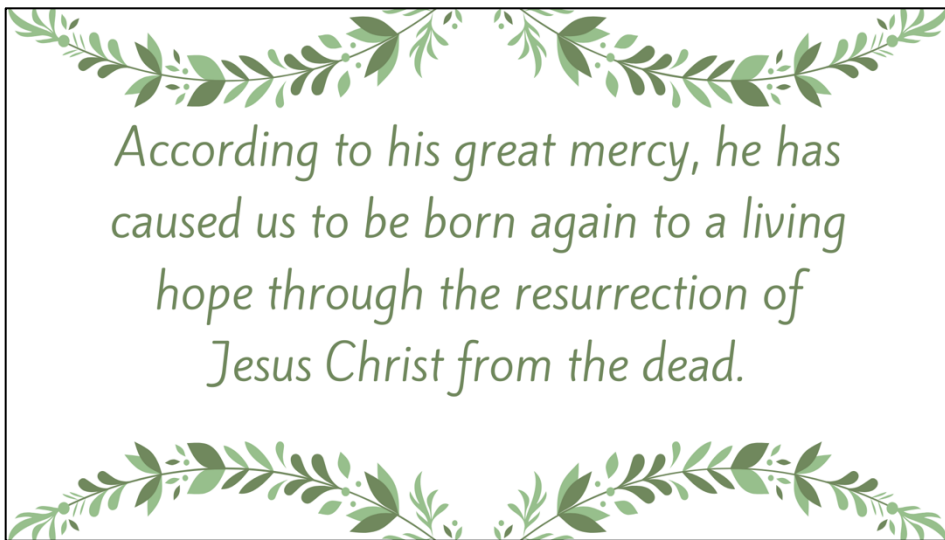 According to his great mercy, he has
caused us to be born again to a living
hope through the resurrection of
Jesus Christ from the dead.